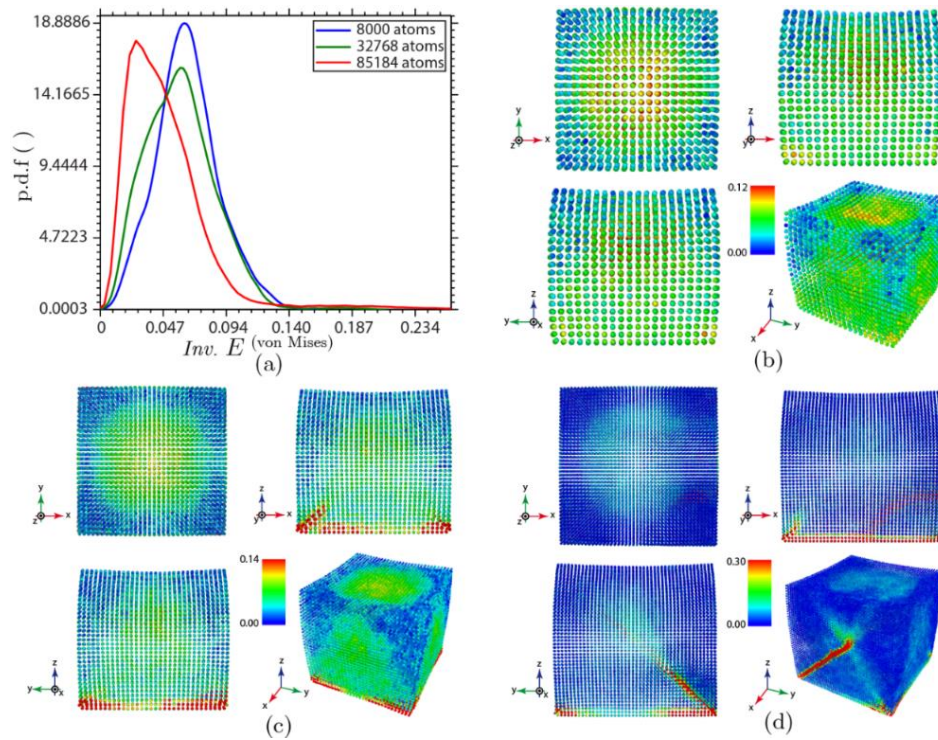 18.8886
14.1665
9.44444
4.7223
0.0003
p.d.f ( )
8000 atoms
32768 atoms
85184 atoms
0 0.047 0.094 0.140 0.187 0.234
Inv. E (von Mises)
(a)
y
z x
z
y x
0.12
0.00
z
y x
z
x y
(b)
y
z x
z
y x
0.14
0.00
z
y x
z
x y
(c)
y
z x
z
y x
0.30
0.00
z
y x
z
x y
(d)